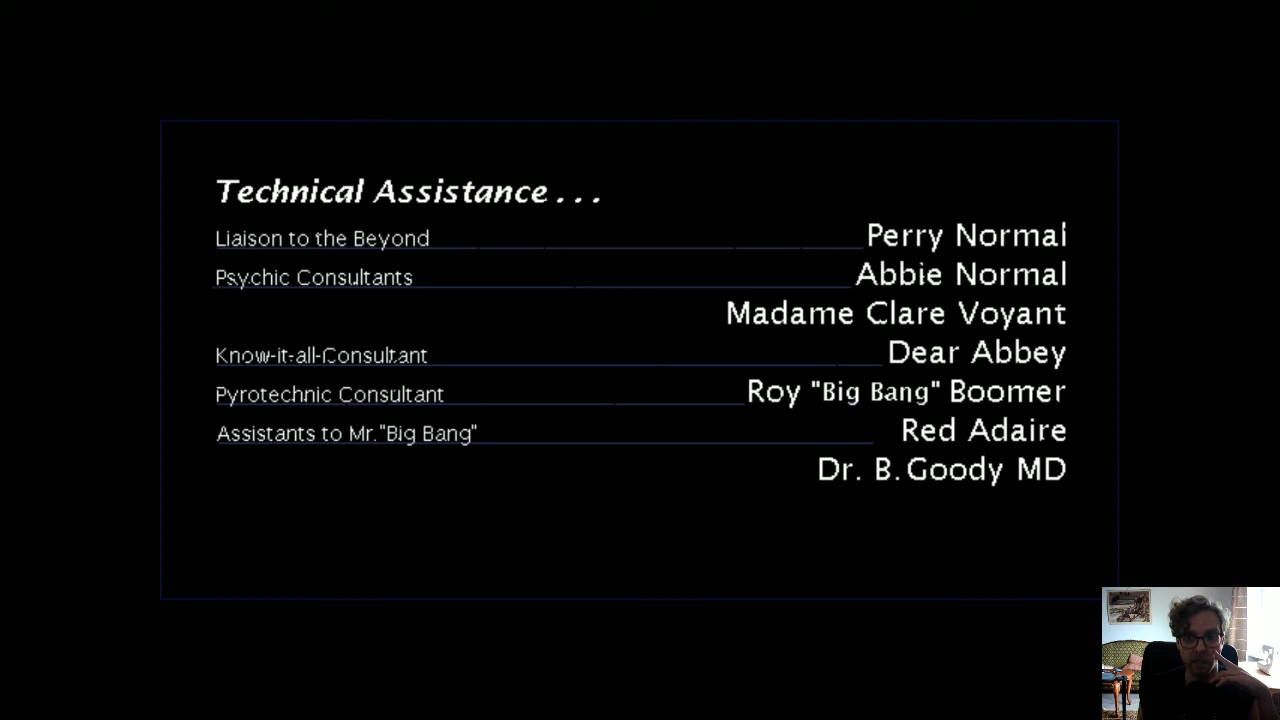 Technical Assistance . . .
Liaison to the Beyond Perry Normal
Psychic Consultants Abbie Normal
Madame Clare Voyant
Know-it-all-Consultant Dear Abbey
Pyrotechnic Consultant Roy "Big Bang" Boomer
Assistants to Mr."Big Bang" Red Adaire
Dr. B. Goody MD